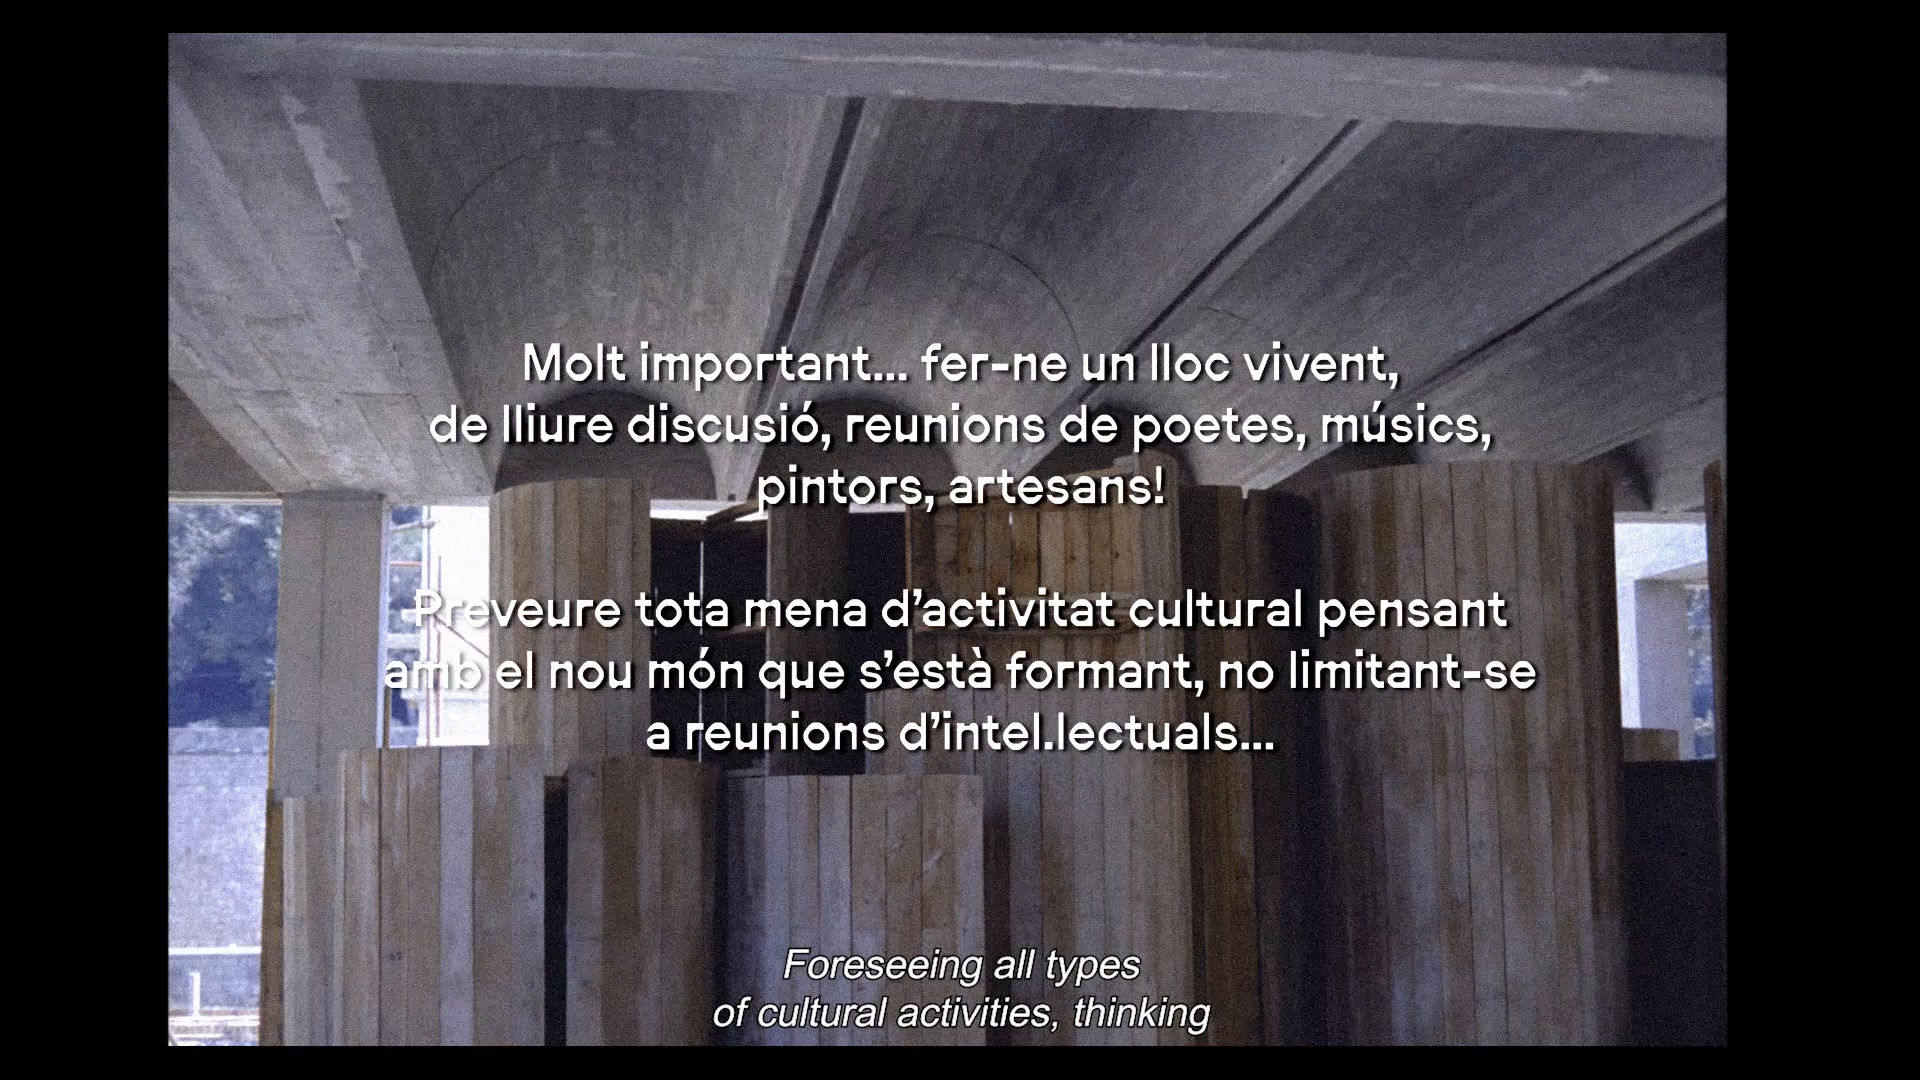 Molt important... fer-ne un lloc vivent,
de lliure discusió, reunions de poetes, músics,
pintors, artesans!
Preveure tota mena d’activitat cultural pensant
amb el nou món que s’està formant, no limitant-se
a reunions d’intel.lectuals...
Foreseeing all types
of cultural activities, thinking